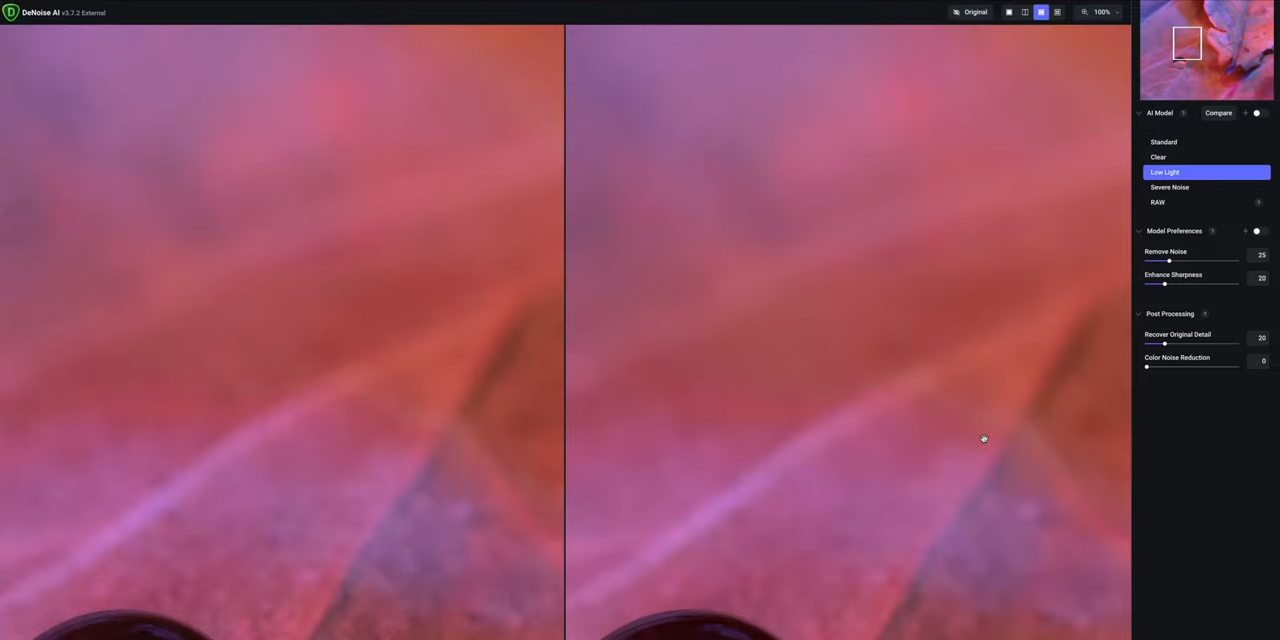 DeNoise AI v3.7.2 External
Original
100%
AI Model ? Compare
Standard
Clear
Low Light
Severe Noise
RAW ?
Model Preferences ?
Remove Noise 25
Enhance Sharpness 20
Post Processing ?
Recover Original Detail 20
Color Noise Reduction 0